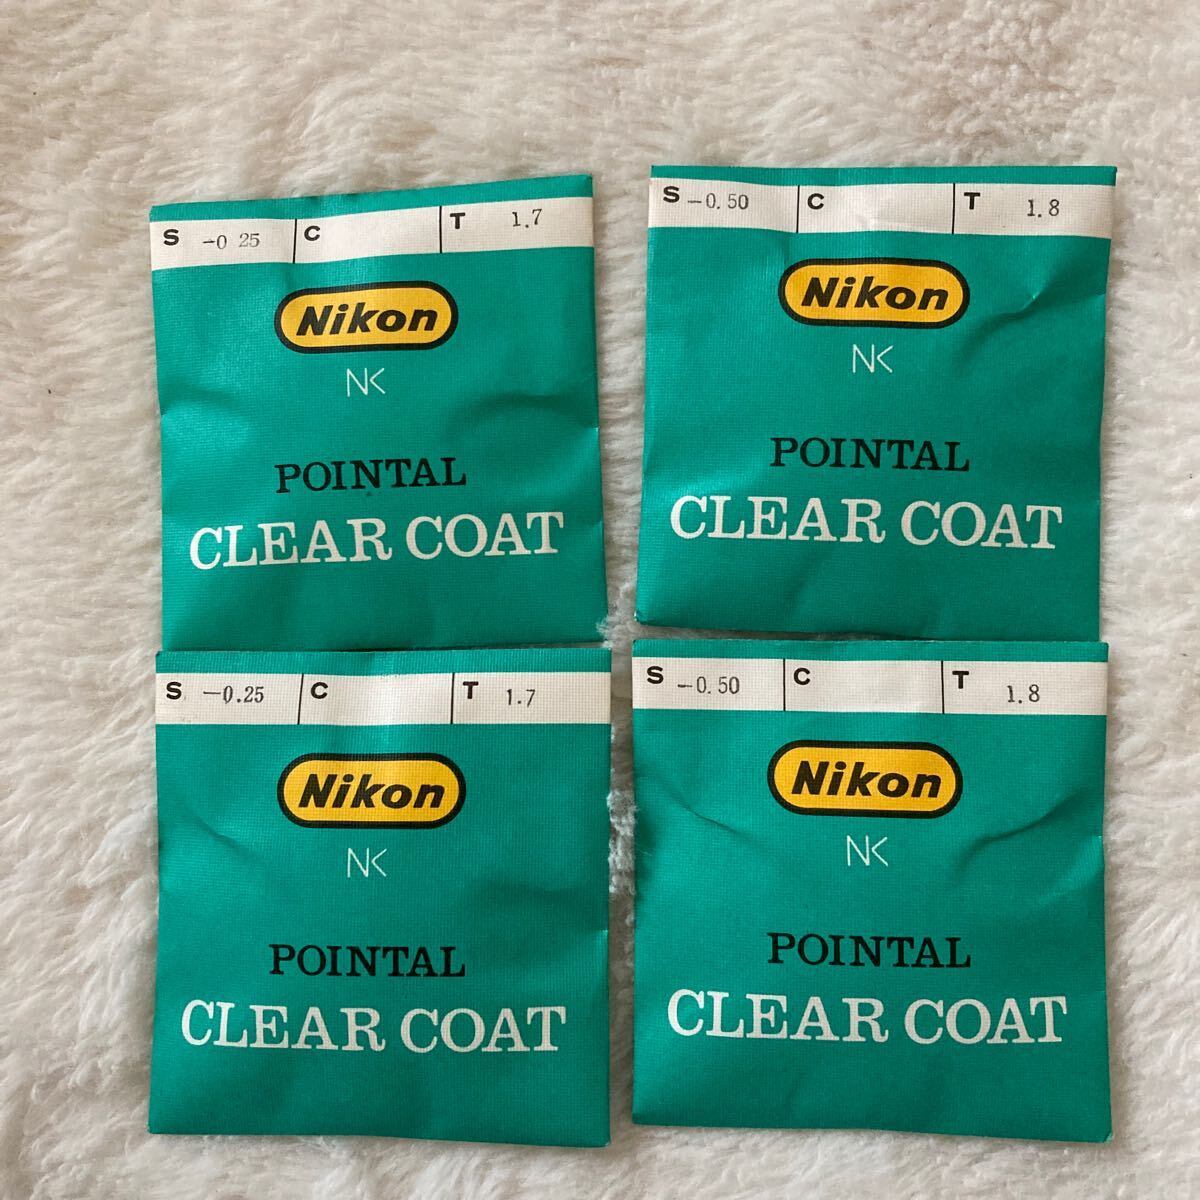 S -0 25 C T 1.7
Nikon
NK
POINTAL
CLEAR COAT
S -0.50 C T 1.8
Nikon
NK
POINTAL
CLEAR COAT
S -0.25 C T 1.7
Nikon
NK
POINTAL
CLEAR COAT
S -0.50 C T 1.8
Nikon
NK
POINTAL
CLEAR COAT